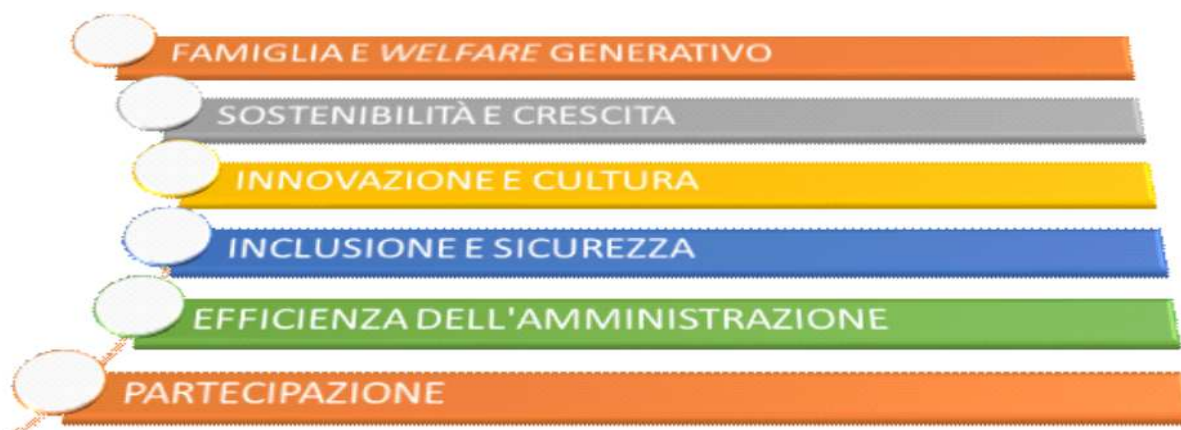 FAMIGLIA E WELFARE GENERATIVO
SOSTENIBILITÀ E CRESCITA
INNOVAZIONE E CULTURA
INCLUSIONE E SICUREZZA
EFFICIENZA DELL'AMMINISTRAZIONE
PARTECIPAZIONE